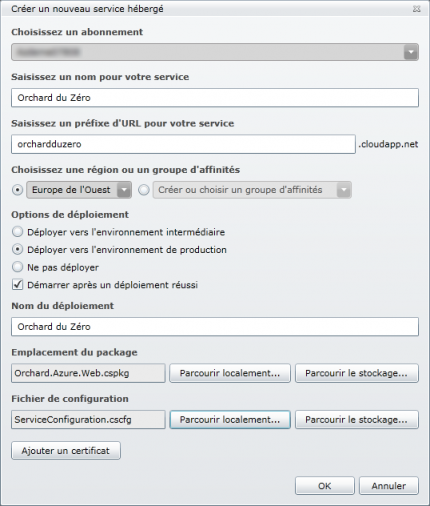 Créer un nouveau service hébergé
Choisissez un abonnement
Saisissez un nom pour votre service
Orchard du Zéro
Saisissez un préfixe d'URL pour votre service
orchardduzero .cloudapp.net
Choisissez une région ou un groupe d'affinités
Europe de l'Ouest Créer ou choisir un groupe d'affinités
Options de déploiement
Déployer vers l'environnement intermédiaire
Déployer vers l'environnement de production
Ne pas déployer
Démarrer après un déploiement réussi
Nom du déploiement
Orchard du Zéro
Emplacement du package
Orchard.Azure.Web.cspkg Parcourir localement... Parcourir le stockage...
Fichier de configuration
ServiceConfiguration.cscfg Parcourir localement... Parcourir le stockage...
Ajouter un certificat
OK Annuler